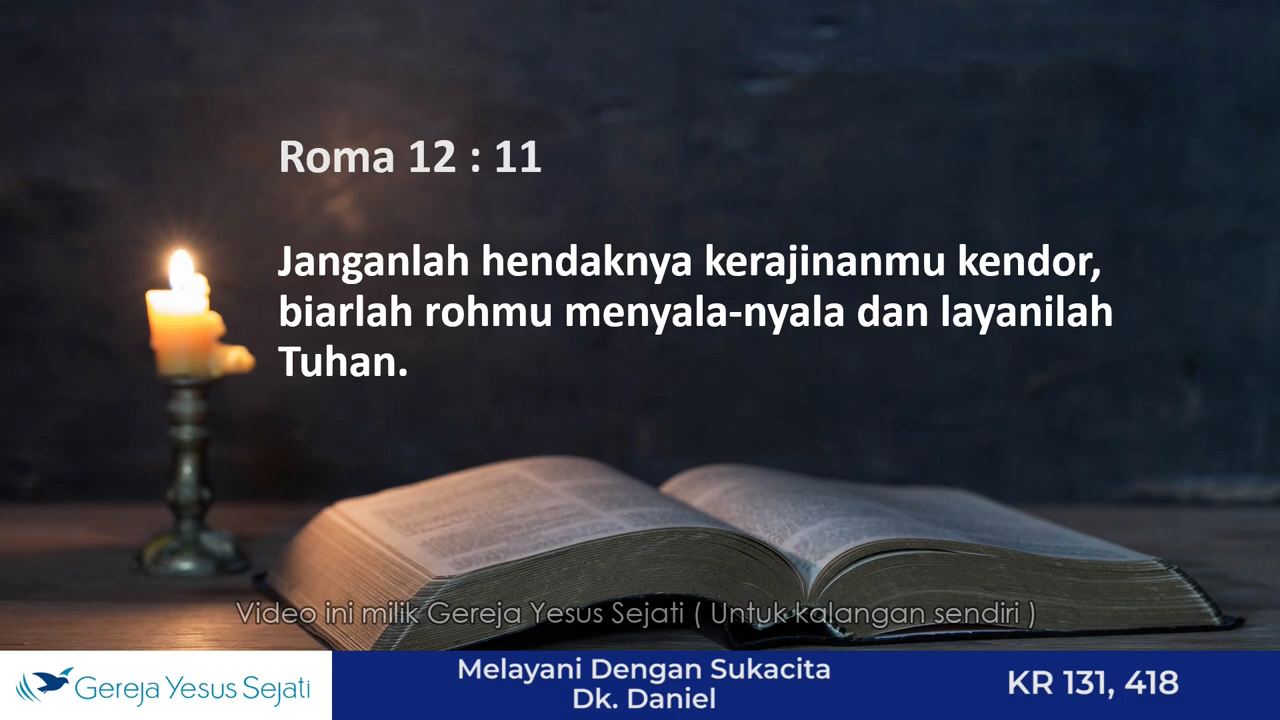 Roma 12 : 11
Janganlah hendaknya kerajinanmu kendor,
biarlah rohmu menyala-nyala dan layanilah
Tuhan.
Video ini milik Gereja Yesus Sejati ( Untuk kalangan sendiri )
Gereja Yesus Sejati
Melayani Dengan Sukacita
Dk. Daniel
KR 131, 418